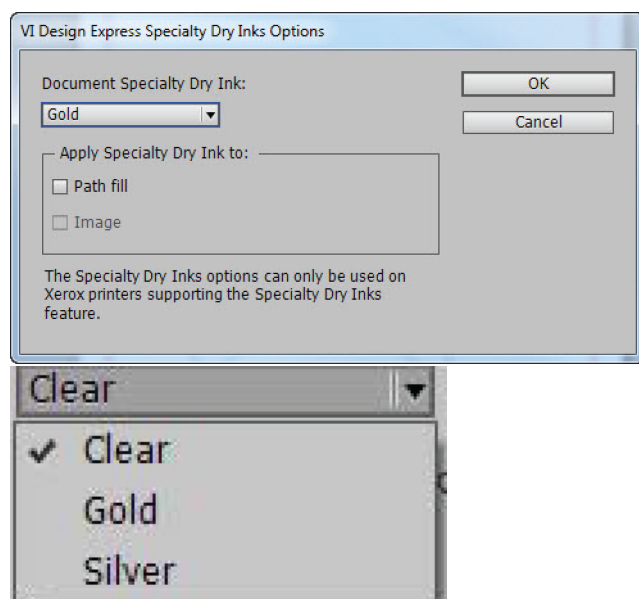 VI Design Express Specialty Dry Inks Options
Document Specialty Dry Ink:
Gold
OK
Cancel
Apply Specialty Dry Ink to:
Path fill
Image
The Specialty Dry Inks options can only be used on
Xerox printers supporting the Specialty Dry Inks
feature.
Clear
Clear
Gold
Silver